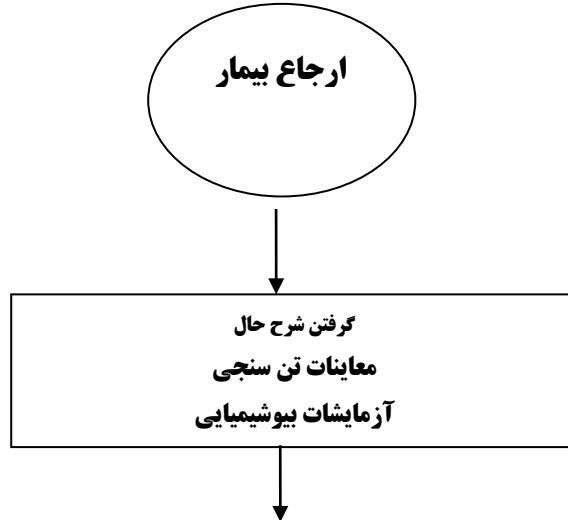 ارجاع بیمار
گرفتن شرح حال
معاینات تن سنجی
آزمایشات بیوشیمیایی